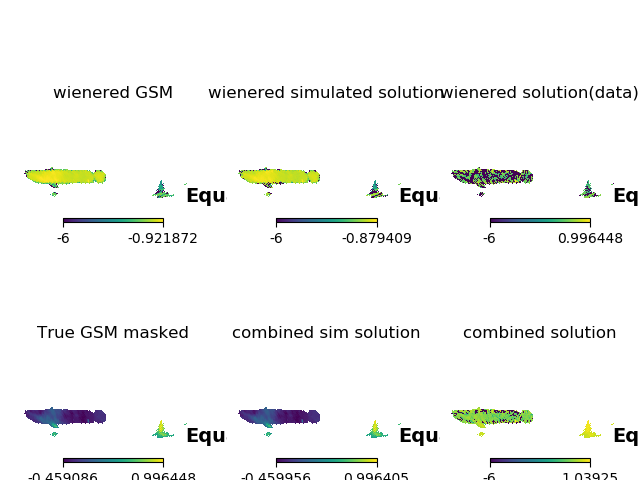 wienered GSM
wienered simulated solution
wienered solution(data)
Equ
Equ
Eq
-6 -0.921872
-6 -0.879409
-6 0.996448
True GSM masked
combined sim solution
combined solution
Equ
Equ
Eq
-0.459086 0.996448
-0.459956 0.996405
-6 1.03925